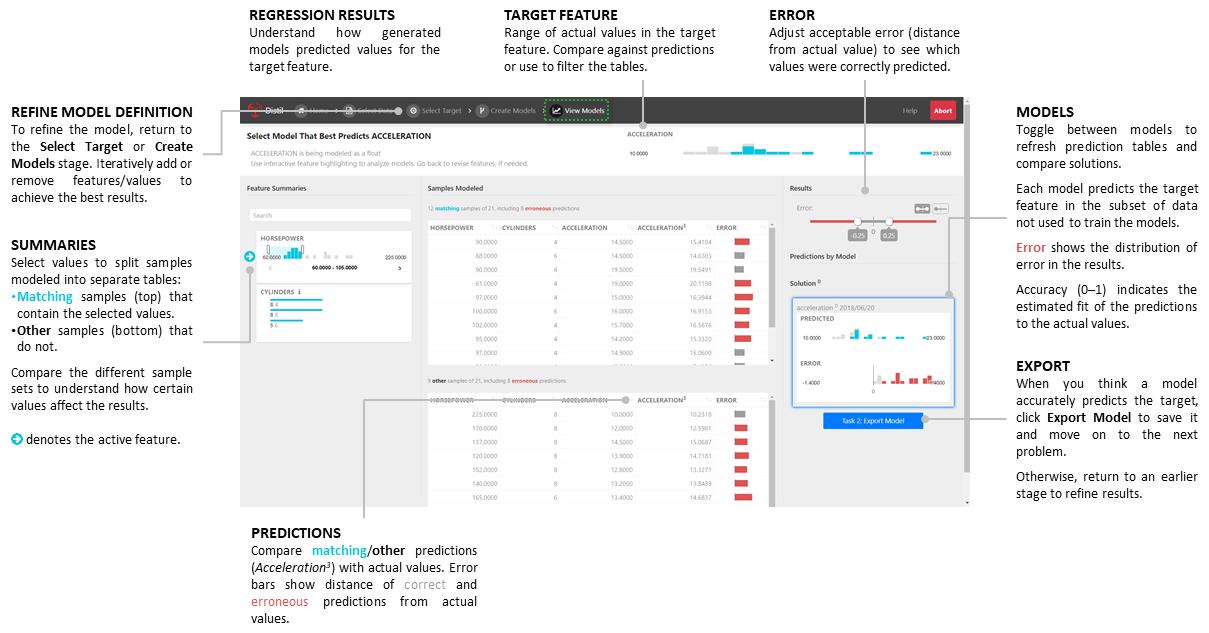 REGRESSION RESULTS
Understand how generated
models predicted values for the
target feature.
TARGET FEATURE
Range of actual values in the target
feature. Compare against predictions
or use to filter the tables.
ERROR
Adjust acceptable error (distance
from actual value) to see which
values were correctly predicted.
REFINE MODEL DEFINITION
To refine the model, return to
the Select Target or Create
Models stage. Iteratively add or
remove features/values to
achieve the best results.
SUMMARIES
Select values to split samples
modeled into separate tables:
•Matching samples (top) that
contain the selected values.
•Other samples (bottom) that
do not.
Compare the different sample
sets to understand how certain
values affect the results.
denotes the active feature.
Distil
Home
Select Data
Select Target
Create Models
View Models
Help
Abort
Select Model That Best Predicts ACCELERATION
ACCELERATION is being modeled as a float
Use interactive feature highlighting to analyze models. Go back to revise features, if needed.
ACCELERATION
10.0000
23.0000
Feature Summaries
Search
HORSEPOWER
60.0000
225.0000
60.0000 - 105.0000
CYLINDERS
8 4
8 8
5 6
Samples Modeled
12 matching samples of 21, including 8 erroneous predictions
HORSEPOWER CYLINDERS ACCELERATION ACCELERATION³ ERROR
90.0000 4 14.5000 15.4104
88.0000 6 14.5000 14.6303
90.0000 4 19.5000 19.5491
61.0000 4 19.0000 20.1198
97.0000 4 15.0000 16.3944
100.0000 6 16.0000 16.9153
102.0000 4 15.7000 16.5676
95.0000 4 14.2000 15.3320
97.0000 4 14.9000 15.0600
9 other samples of 21, including 8 erroneous predictions
HORSEPOWER CYLINDERS ACCELERATION ACCELERATION³ ERROR
225.0000 8 10.0000 10.2318
170.0000 8 12.0000 12.5981
137.0000 8 14.5000 15.0687
120.0000 8 13.9000 14.7181
152.0000 8 12.8000 13.3271
140.0000 8 13.2000 13.8489
165.0000 6 13.4000 14.6837
Results
Error:
-0.25
0
0.25
Predictions by Model
Solution ⁰
acceleration ⁰ 2018/06/20
PREDICTED
10.0000
23.0000
ERROR
-1.4000
0
1.4000
Task 2: Export Model
MODELS
Toggle between models to
refresh prediction tables and
compare solutions.
Each model predicts the target
feature in the subset of data
not used to train the models.
Error shows the distribution of
error in the results.
Accuracy (0–1) indicates the
estimated fit of the predictions
to the actual values.
EXPORT
When you think a model
accurately predicts the target,
click Export Model to save it
and move on to the next
problem.
Otherwise, return to an earlier
stage to refine results.
PREDICTIONS
Compare matching/other predictions
(Acceleration³) with actual values. Error
bars show distance of correct and
erroneous predictions from actual
values.